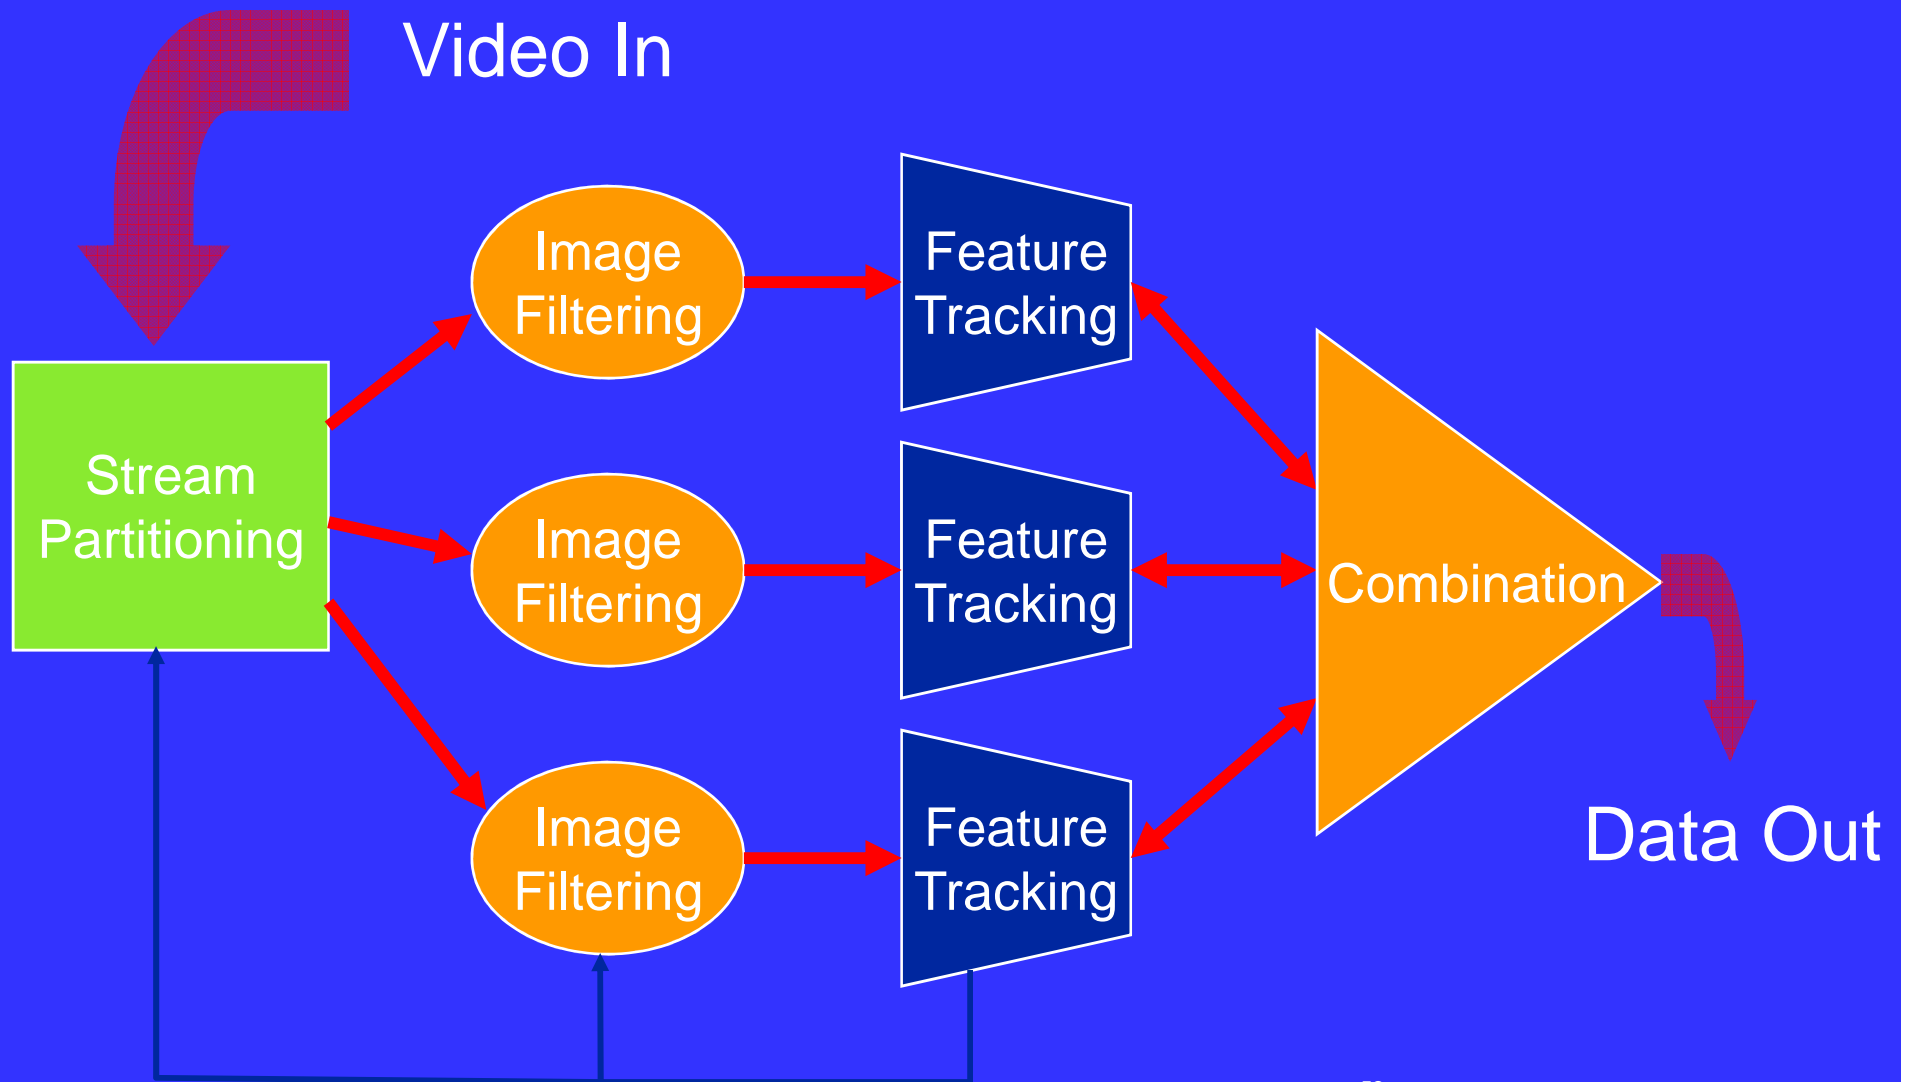 Video In
Image
Filtering
Feature
Tracking
Stream
Partitioning
Image
Filtering
Feature
Tracking
Combination
Image
Filtering
Feature
Tracking
Data Out